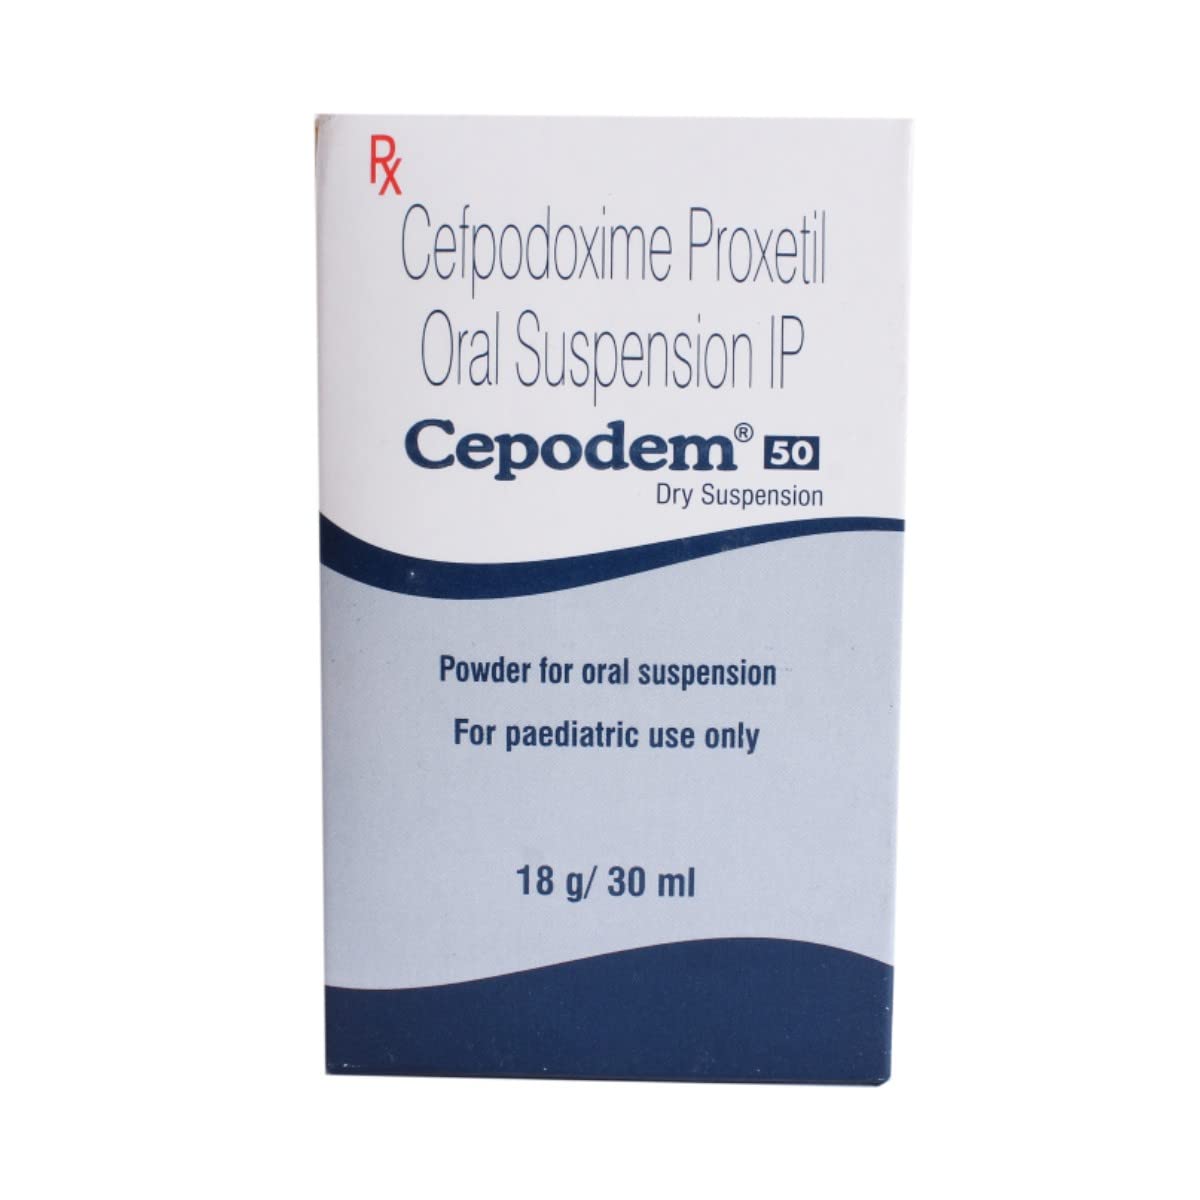 Rx
Cefpodoxime Proxetil
Oral Suspension IP
Cepodem® 50
Dry Suspension
Powder for oral suspension
For paediatric use only
18 g/ 30 ml